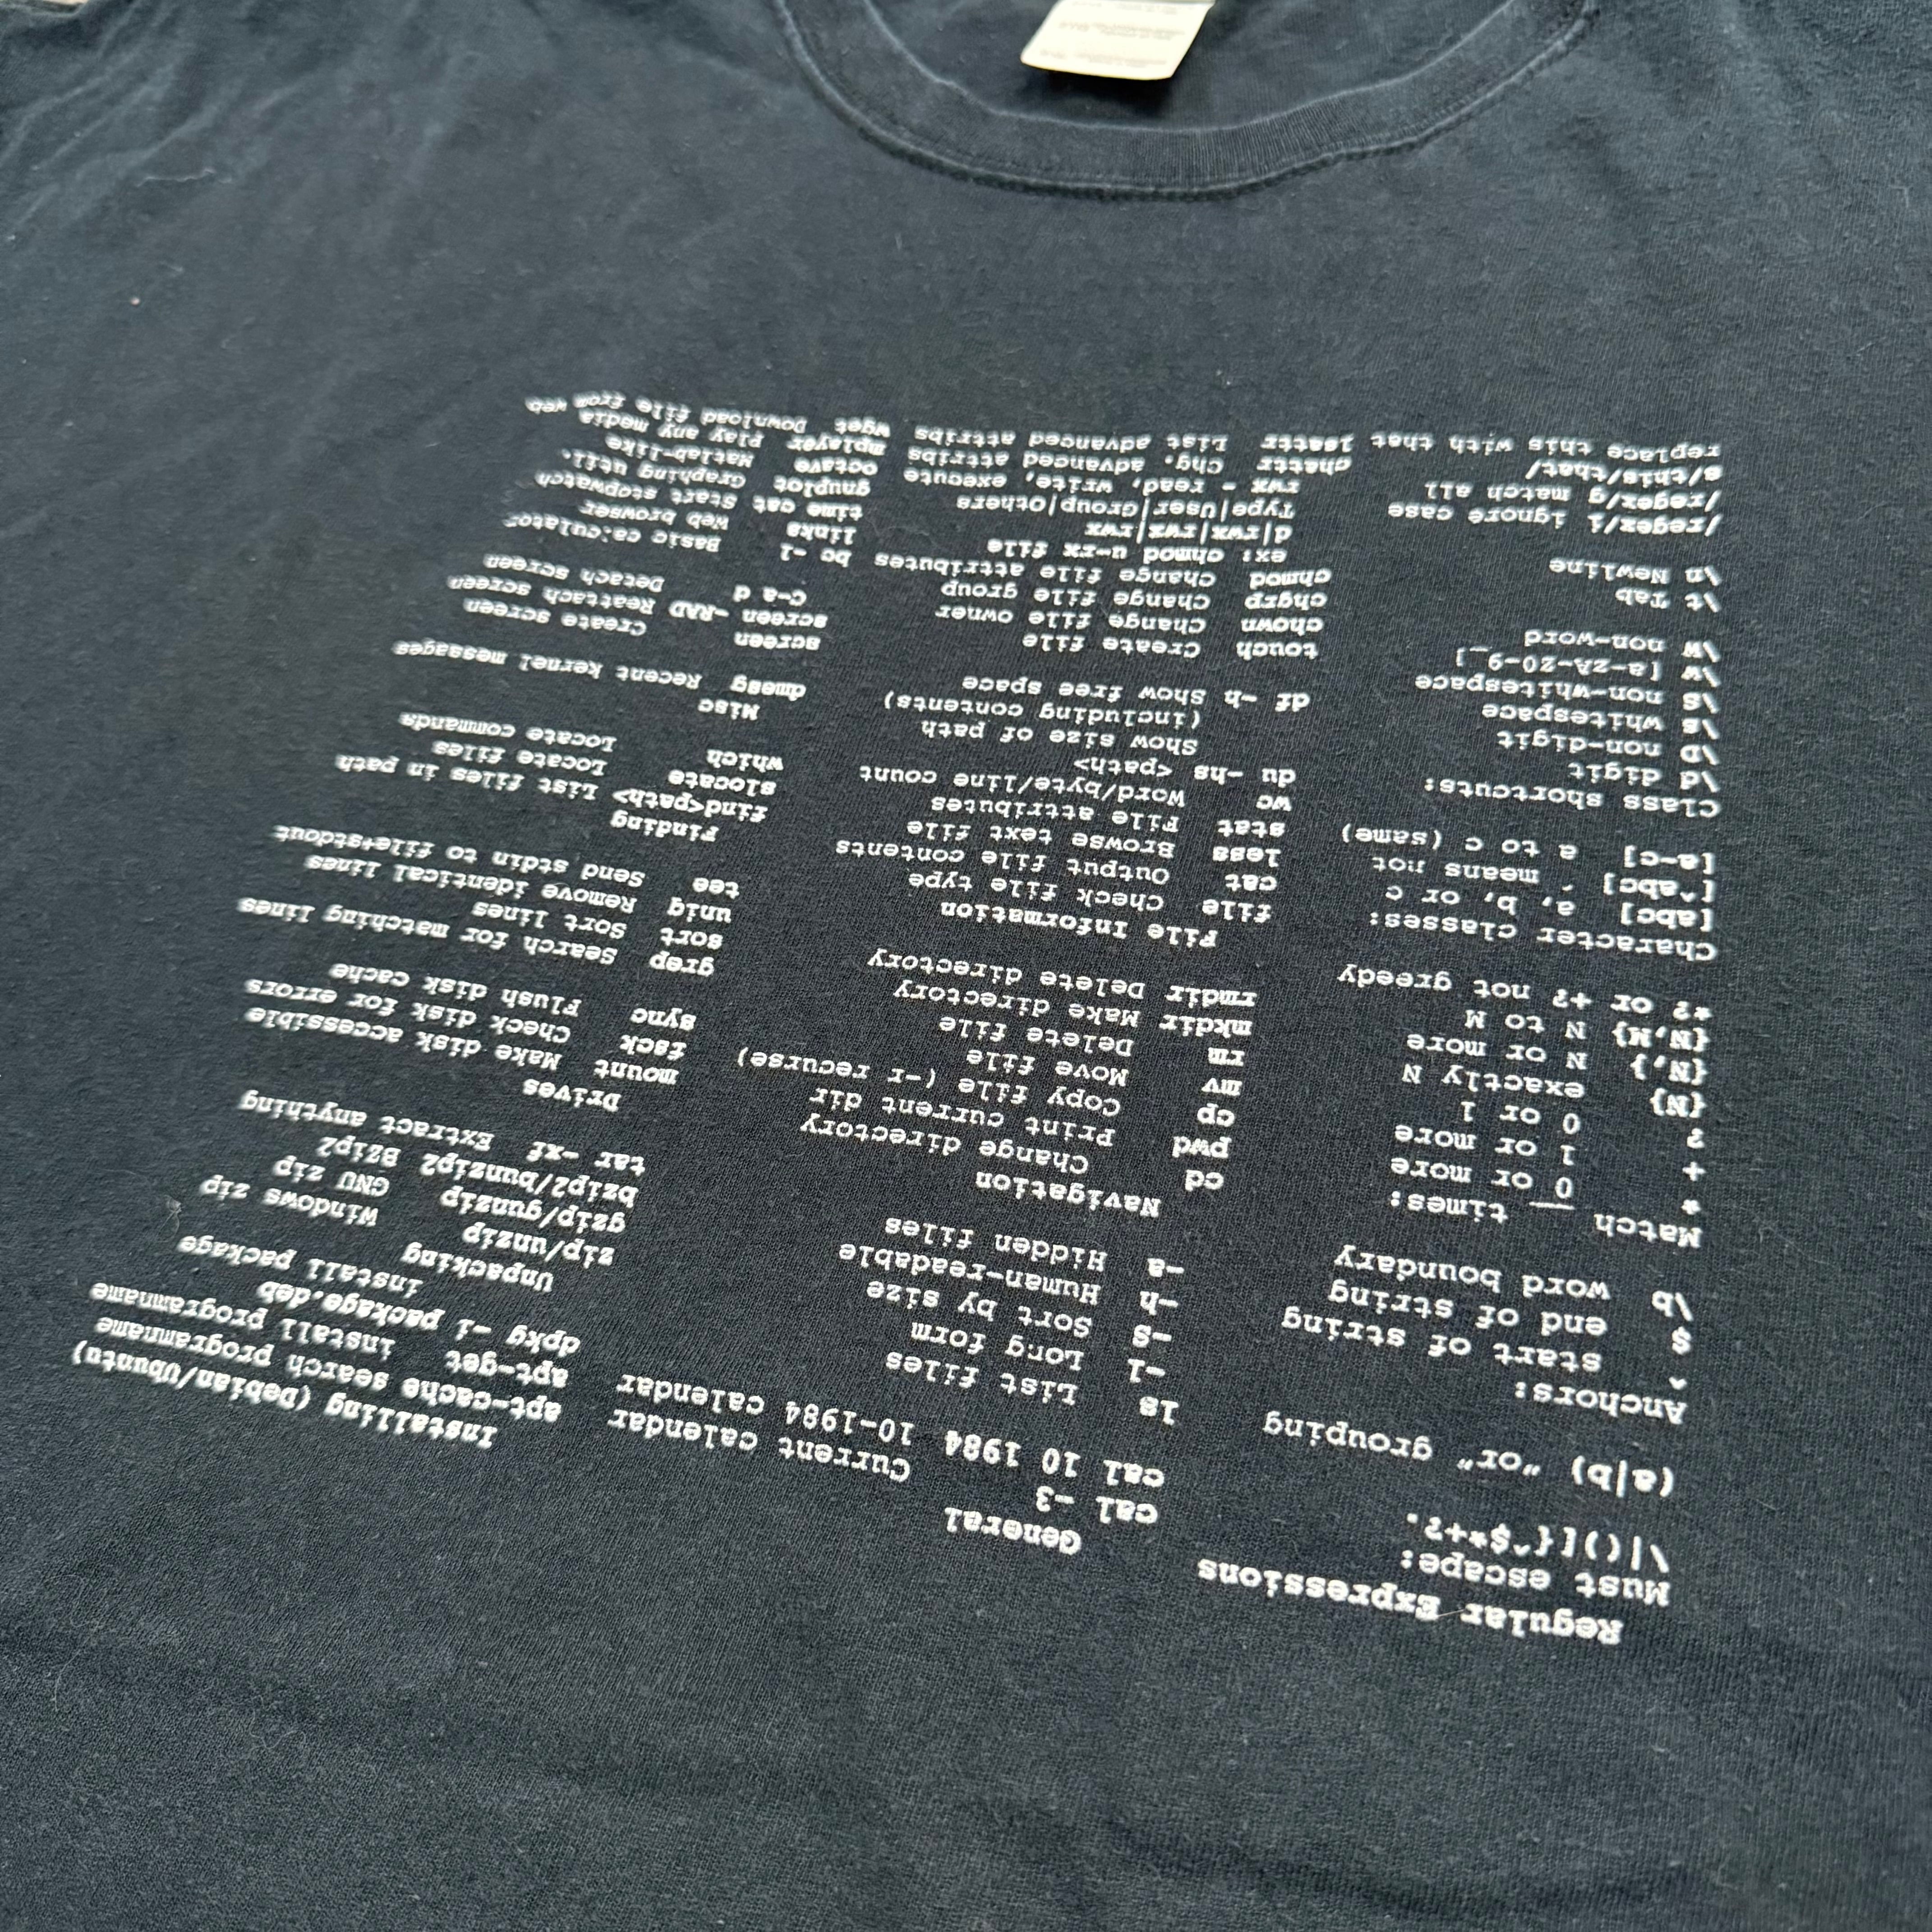 Regular Expressions
Must escape:
\|()[{^$*+?.
(a|b) "or" grouping
Anchors:
^ start of string
$ end of string
\b word boundary
Match __ times:
* 0 or more
+ 1 or more
? 0 or 1
{N} exactly N
{N,} N or more
{N,M} N to M
*? or +? not greedy
Character classes:
[abc] a, b, or c
[^abc] ^ means not
[a-c] a to c (same)
Class shortcuts:
\d digit
\D non-digit
\s whitespace
\S non-whitespace
\w [a-zA-Z0-9_]
\W non-word
\t Tab
\n Newline
/regex/i ignore case
/regex/g match all
s/this/that/
replace this with that
General
cal -3 Current calendar
cal 10 1984 10-1984 calendar
ls List files
-l Long form
-S Sort by size
-h Human-readable
-a Hidden files
Navigation
cd Change directory
pwd Print current dir
cp Copy file (-r recurse)
mv Move file
rm Delete file
mkdir Make directory
rmdir Delete directory
File Information
file Check file type
cat Output file contents
less Browse text file
stat File attributes
wc Word/byte/line count
du -hs <path>
Show size of path
(including contents)
df -h Show free space
touch Create file
chown Change file owner
chgrp Change file group
chmod Change file attributes
ex: chmod u-rx file
d|rwx|rwx|rwx
Type|User|Group|Others
rwx - read, write, execute
chattr Chg. advanced attribs
lsattr List advanced attribs
Installing (Debian/Ubuntu)
apt-cache search programname
apt-get install programname
dpkg -i package.deb
install package
Unpacking
zip/unzip Windows zip
gzip/gunzip GNU zip
bzip2/bunzip2 BZip2
tar -xf Extract anything
Drives
mount Make disk accessible
fsck Check disk for errors
sync Flush disk cache
grep Search for matching lines
sort Sort lines
uniq Remove identical lines
tee Send stdin to file+stdout
Finding
find<path> List files in path
slocate Locate files
which Locate commands
Misc
dmesg Recent kernel messages
screen Create screen
screen -RAD Reattach screen
C-a d Detach screen
bc -l Basic calculator
links Web browser
time cat Start stopwatch
gnuplot Graphing util.
octave Matlab-like
mplayer Play any media
wget Download file from web